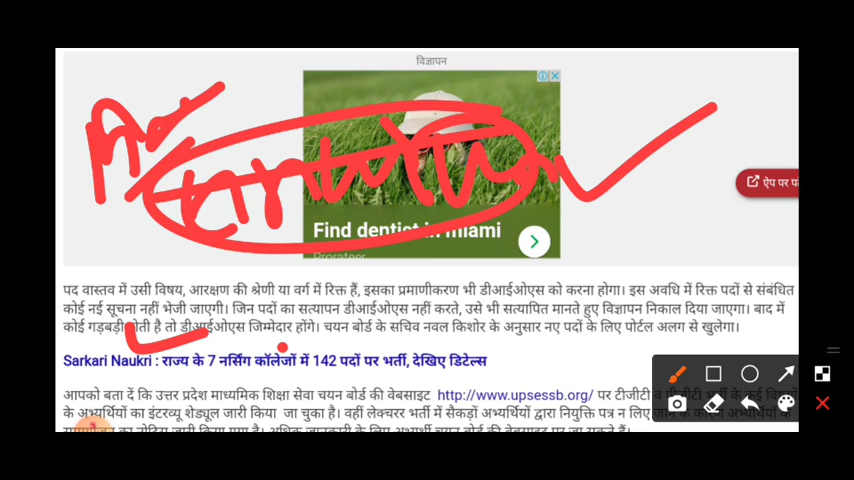 विज्ञापन
Find dentist in miami
Prorateer
ऐप पर
पद वास्तव में उसी विषय, आरक्षण की श्रेणी या वर्ग में रिक्त हैं, इसका प्रमाणीकरण भी डीआईओएस को करना होगा। इस अवधि में रिक्त पदों से संबंधित
कोई नई सूचना नहीं भेजी जाएगी। जिन पदों का सत्यापन डीआईओएस नहीं करते, उसे भी सत्यापित मानते हुए विज्ञापन निकाल दिया जाएगा। बाद में
कोई गड़बड़ी होती है तो डीआईओएस जिम्मेदार होंगे। चयन बोर्ड के सचिव नवल किशोर के अनुसार नए पदों के लिए पोर्टल अलग से खुलेगा।
Sarkari Naukri : राज्य के 7 नर्सिंग कॉलेजों में 142 पदों पर भर्ती, देखिए डिटेल्स
आपको बता दें कि उत्तर प्रदेश माध्यमिक शिक्षा सेवा चयन बोर्ड की वेबसाइट http://www.upsessb.org/ पर टीजीटी
के अभ्यर्थियों का इंटरव्यू शेड्यूल जारी किया जा चुका है। वहीं लेक्चरर भर्ती में सैकड़ों अभ्यर्थियों द्वारा नियुक्ति पत्र न लिए जाने के कारण अभ्यर्थियों के